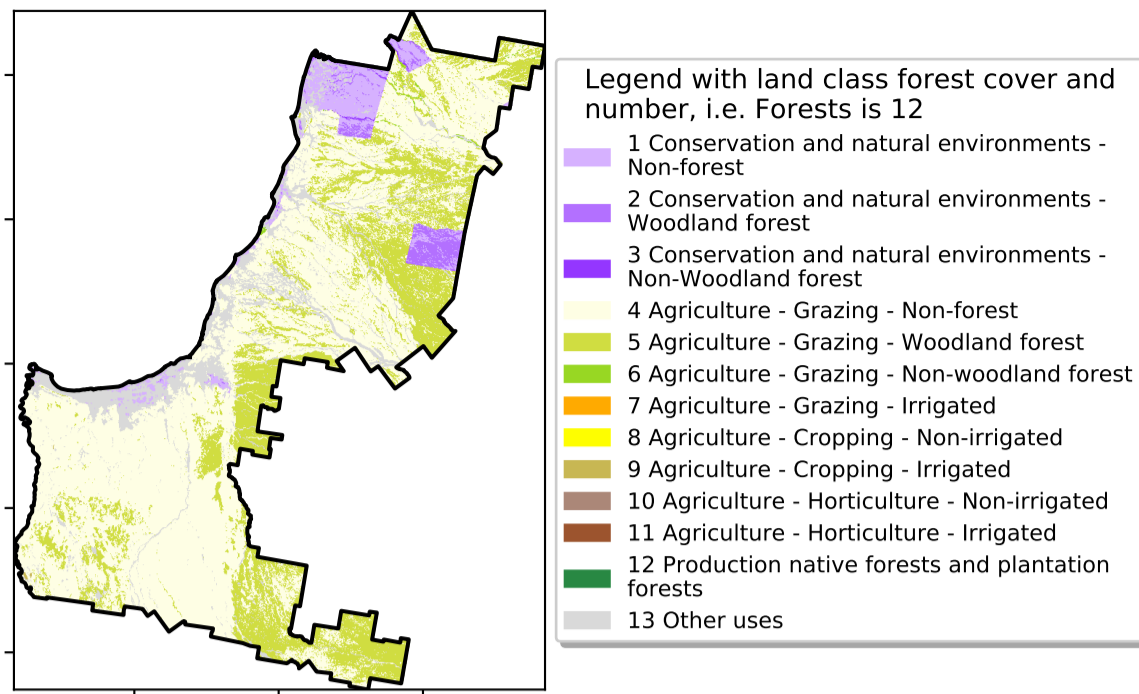 Legend with land class forest cover and
number, i.e. Forests is 12
1 Conservation and natural environments -
Non-forest
2 Conservation and natural environments -
Woodland forest
3 Conservation and natural environments -
Non-Woodland forest
4 Agriculture - Grazing - Non-forest
5 Agriculture - Grazing - Woodland forest
6 Agriculture - Grazing - Non-woodland forest
7 Agriculture - Grazing - Irrigated
8 Agriculture - Cropping - Non-irrigated
9 Agriculture - Cropping - Irrigated
10 Agriculture - Horticulture - Non-irrigated
11 Agriculture - Horticulture - Irrigated
12 Production native forests and plantation
forests
13 Other uses